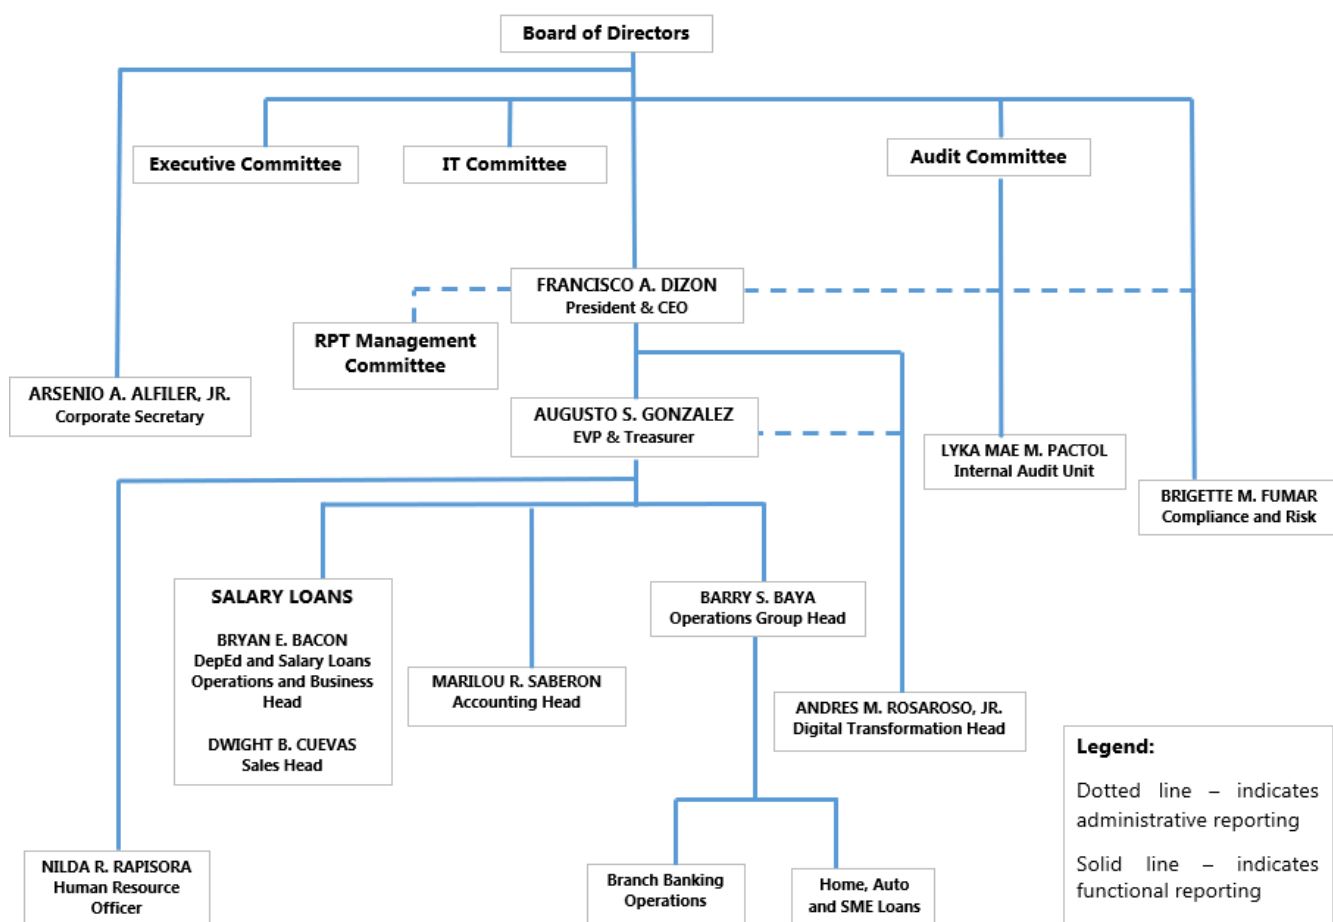 Board of Directors
Executive Committee
IT Committee
Audit Committee
FRANCISCO A. DIZON
President & CEO
RPT Management
Committee
ARSENIO A. ALFILER, JR.
Corporate Secretary
AUGUSTO S. GONZALEZ
EVP & Treasurer
LYKA MAE M. PACTOL
Internal Audit Unit
BRIGETTE M. FUMAR
Compliance and Risk
SALARY LOANS
BRYAN E. BACON
DepEd and Salary Loans
Operations and Business
Head
DWIGHT B. CUEVAS
Sales Head
MARILOU R. SABERON
Accounting Head
BARRY S. BAYA
Operations Group Head
ANDRES M. ROSAROSO, JR.
Digital Transformation Head
NILDA R. RAPISORA
Human Resource
Officer
Branch Banking
Operations
Home, Auto
and SME Loans
Legend:
Dotted line – indicates
administrative reporting
Solid line – indicates
functional reporting